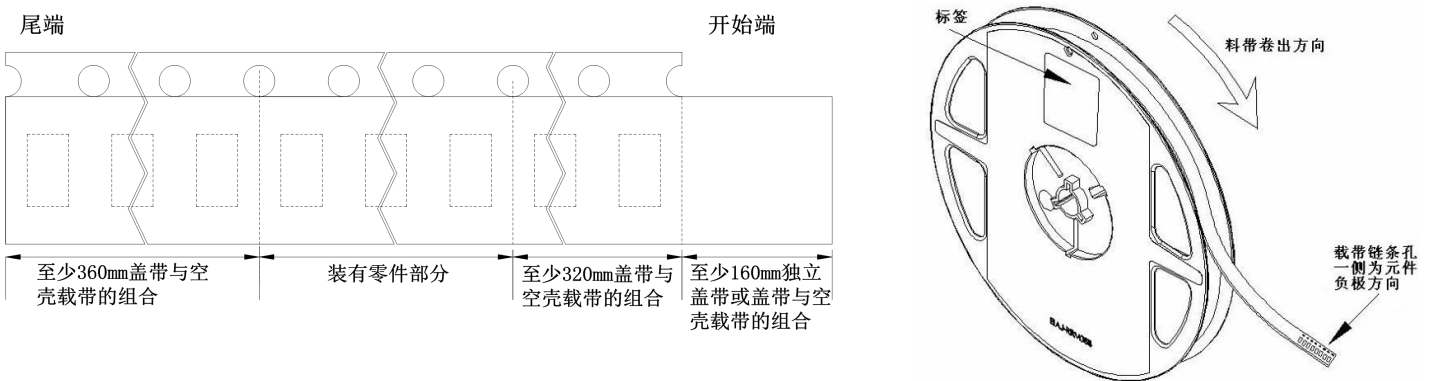 尾端
开始端
至少360mm盖带与空
壳载带的组合
装有零件部分
至少320mm盖带与
空壳载带的组合
至少160mm独立
盖带或盖带与空
壳载带的组合
标签
料带卷出方向
载带链条孔
一侧为元件
负极方向